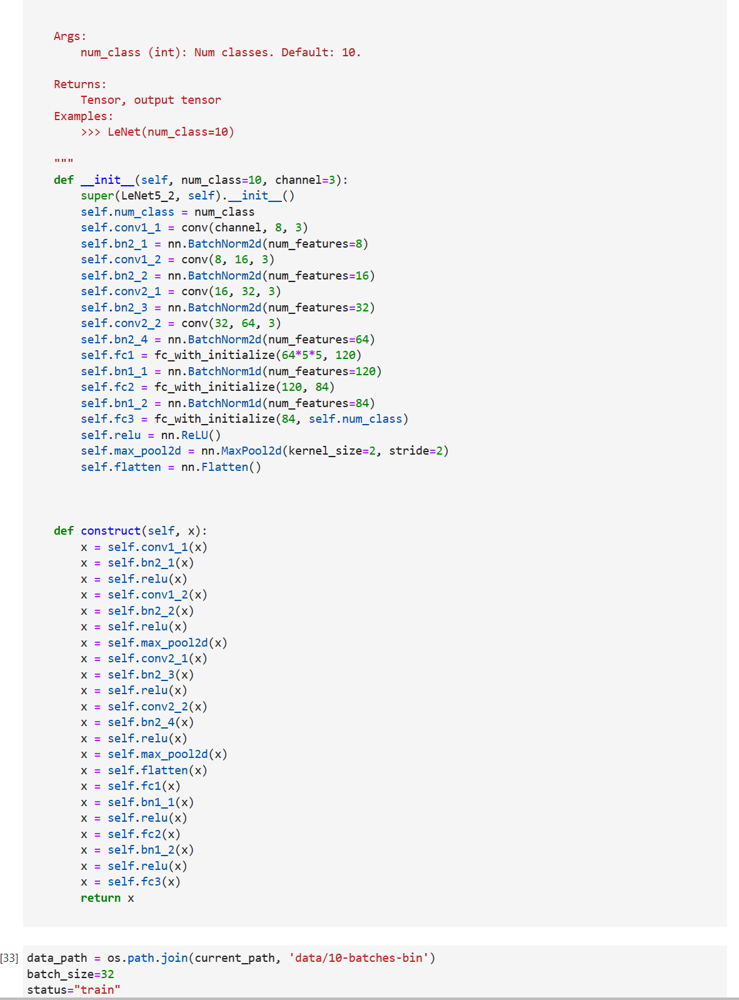 Args:
    num_class (int): Num classes. Default: 10.

Returns:
    Tensor, output tensor
Examples:
    >>> LeNet(num_class=10)

"""
def __init__(self, num_class=10, channel=3):
    super(LeNet5_2, self).__init__()
    self.num_class = num_class
    self.conv1_1 = conv(channel, 8, 3)
    self.bn2_1 = nn.BatchNorm2d(num_features=8)
    self.conv1_2 = conv(8, 16, 3)
    self.bn2_2 = nn.BatchNorm2d(num_features=16)
    self.conv2_1 = conv(16, 32, 3)
    self.bn2_3 = nn.BatchNorm2d(num_features=32)
    self.conv2_2 = conv(32, 64, 3)
    self.bn2_4 = nn.BatchNorm2d(num_features=64)
    self.fc1 = fc_with_initialize(64*5*5, 120)
    self.bn1_1 = nn.BatchNorm1d(num_features=120)
    self.fc2 = fc_with_initialize(120, 84)
    self.bn1_2 = nn.BatchNorm1d(num_features=84)
    self.fc3 = fc_with_initialize(84, self.num_class)
    self.relu = nn.ReLU()
    self.max_pool2d = nn.MaxPool2d(kernel_size=2, stride=2)
    self.flatten = nn.Flatten()

def construct(self, x):
    x = self.conv1_1(x)
    x = self.bn2_1(x)
    x = self.relu(x)
    x = self.conv1_2(x)
    x = self.bn2_2(x)
    x = self.relu(x)
    x = self.max_pool2d(x)
    x = self.conv2_1(x)
    x = self.bn2_3(x)
    x = self.relu(x)
    x = self.conv2_2(x)
    x = self.bn2_4(x)
    x = self.relu(x)
    x = self.max_pool2d(x)
    x = self.flatten(x)
    x = self.fc1(x)
    x = self.bn1_1(x)
    x = self.relu(x)
    x = self.fc2(x)
    x = self.bn1_2(x)
    x = self.relu(x)
    x = self.fc3(x)
    return x

[33] data_path = os.path.join(current_path, 'data/10-batches-bin')
batch_size=32
status="train"